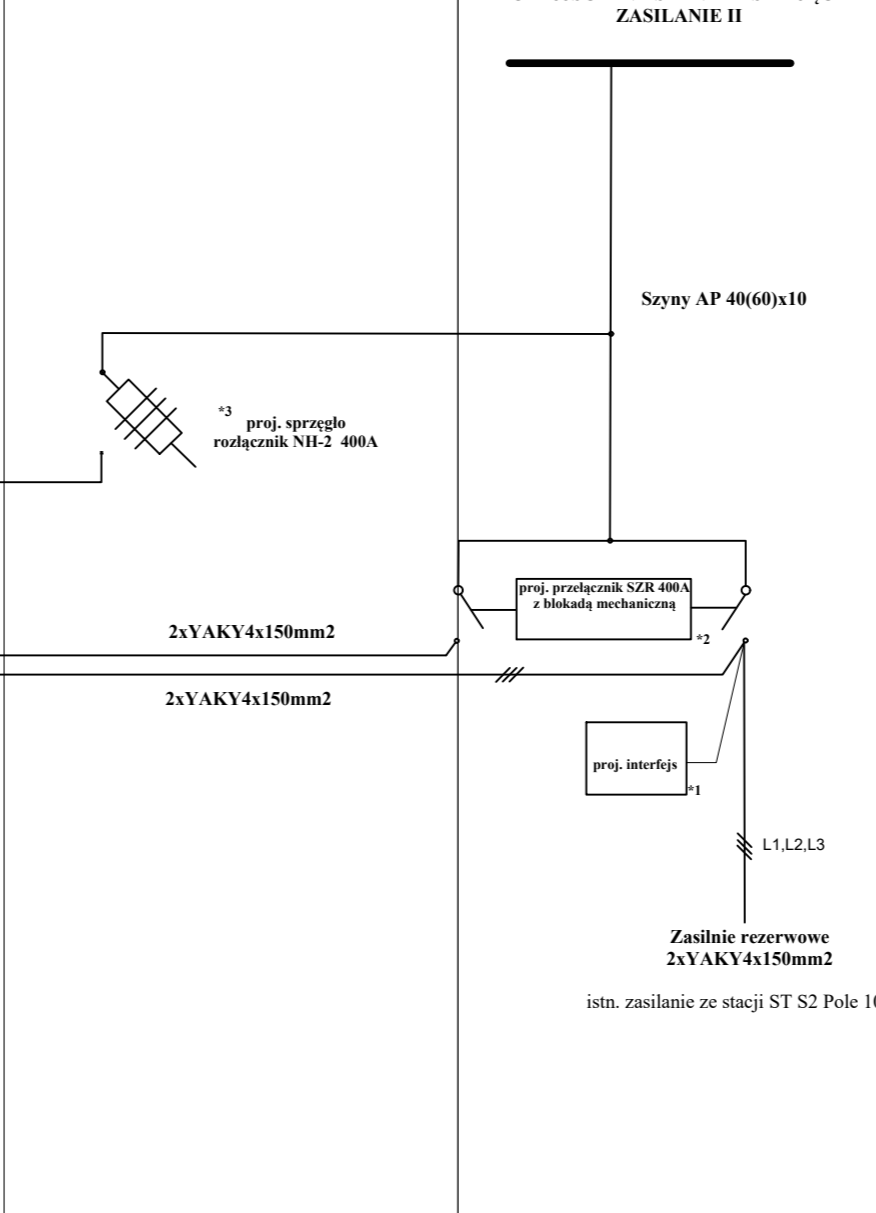 ZASILANIE II
Szyny AP 40(60)x10
*3
proj. sprzęgło
rozłącznik NH-2 400A
proj. przełącznik SZR 400A
z blokadą mechaniczną
*2
2xYAKY4x150mm2
2xYAKY4x150mm2
proj. interfejs
*1
L1,L2,L3
Zasilnie rezerwowe
2xYAKY4x150mm2
istn. zasilanie ze stacji ST S2 Pole 10